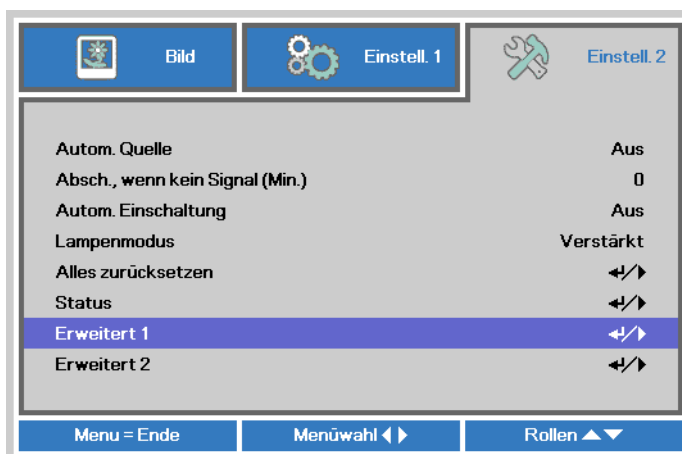 Bild
Einstell. 1
Einstell. 2
Autom. Quelle Aus
Absch., wenn kein Signal (Min.) 0
Autom. Einschaltung Aus
Lampenmodus Verstärkt
Alles zurücksetzen
Status
Erweitert 1
Erweitert 2
Menu = Ende
Menüwahl
Rollen